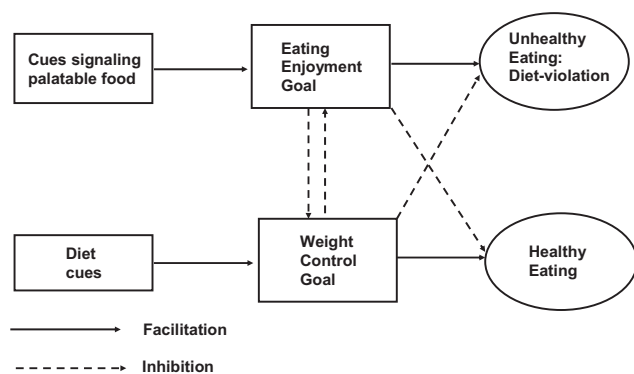 Cues signaling
palatable food
Eating
Enjoyment
Goal
Unhealthy
Eating:
Diet-violation
Diet
cues
Weight
Control
Goal
Healthy
Eating
Facilitation
Inhibition